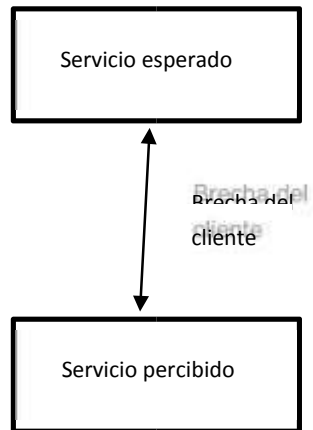 Servicio esperado
Brecha del
cliente
Servicio percibido